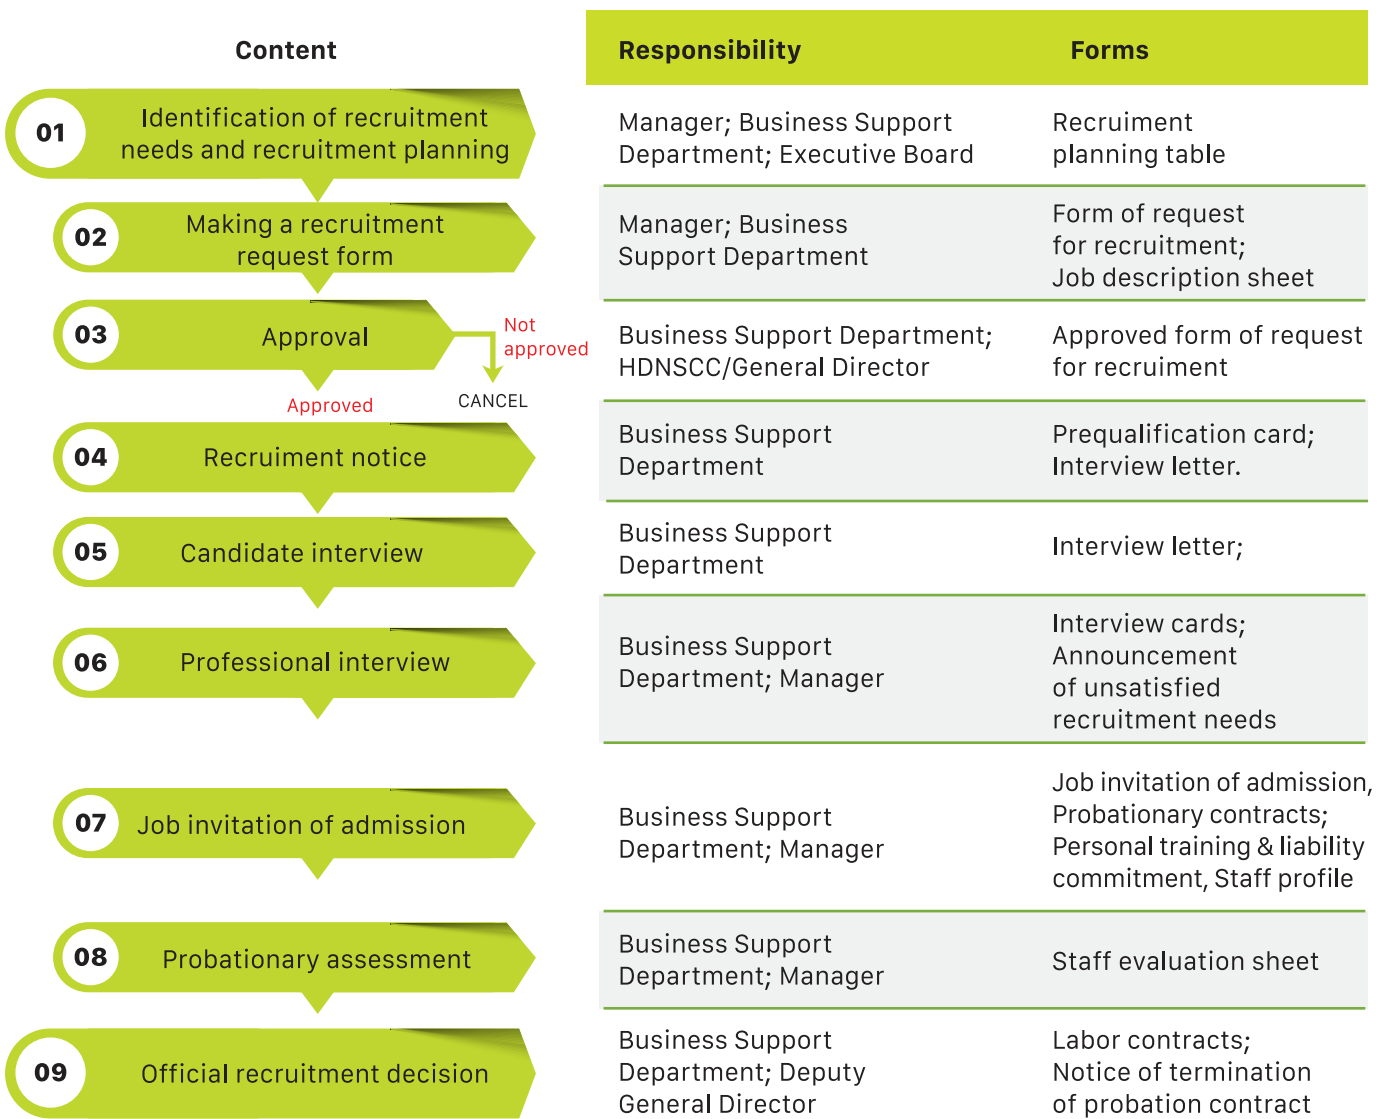 Content
Responsibility
Forms
01
Identification of recruitment
needs and recruitment planning
Manager; Business Support
Department; Executive Board
Recruiment
planning table
02
Making a recruitment
request form
Manager; Business
Support Department
Form of request
for recruitment;
Job description sheet
03
Approval
Not
approved
CANCEL
Approved
Business Support Department;
HDNSCC/General Director
Approved form of request
for recruiment
04
Recruiment notice
Business Support
Department
Prequalification card;
Interview letter.
05
Candidate interview
Business Support
Department
Interview letter;
06
Professional interview
Business Support
Department; Manager
Interview cards;
Announcement
of unsatisfied
recruitment needs
07
Job invitation of admission
Business Support
Department; Manager
Job invitation of admission,
Probationary contracts;
Personal training & liability
commitment, Staff profile
08
Probationary assessment
Business Support
Department; Manager
Staff evaluation sheet
09
Official recruitment decision
Business Support
Department; Deputy
General Director
Labor contracts;
Notice of termination
of probation contract